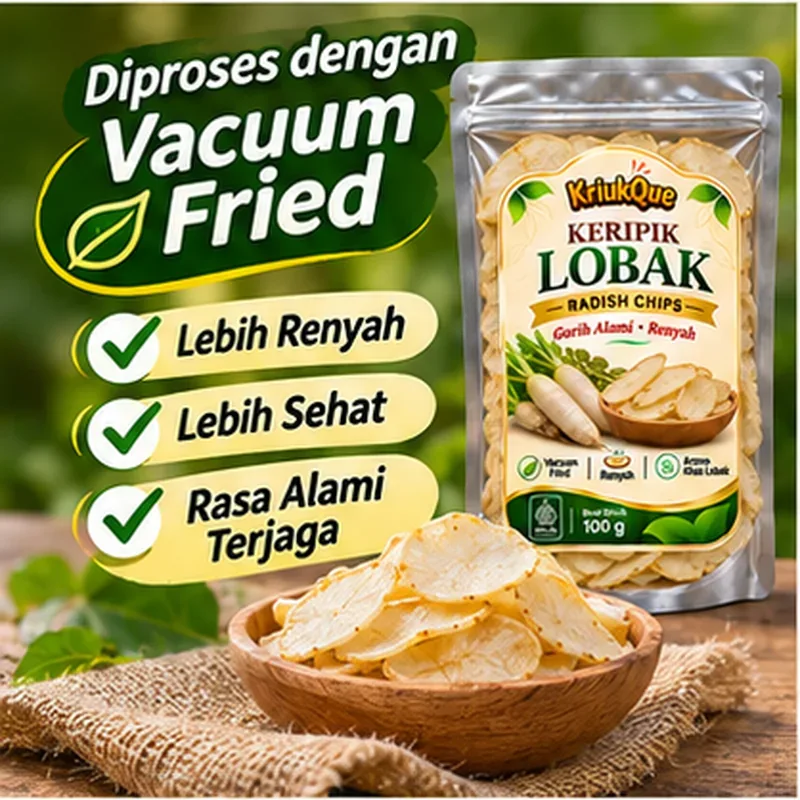 Diproses dengan
Vacuum
Fried
Lebih Renyah
Lebih Sehat
Rasa Alami
Terjaga
KriukQue
KERIPIK
LOBAK
RADISH CHIPS
Gurih Alami • Renyah
Vacuum
Fried
Renyah
100 g